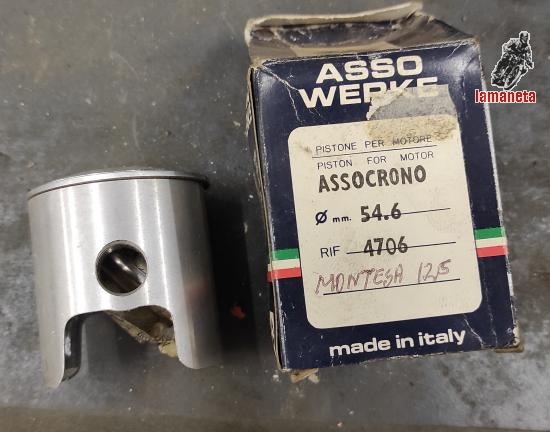 lamaneta
ASSO
WERKE
PISTONE PER MOTORE
PISTON FOR MOTOR
ASSOCRONO
Ø mm. 54.6
RIF 4706
MONTESA 125
made in italy